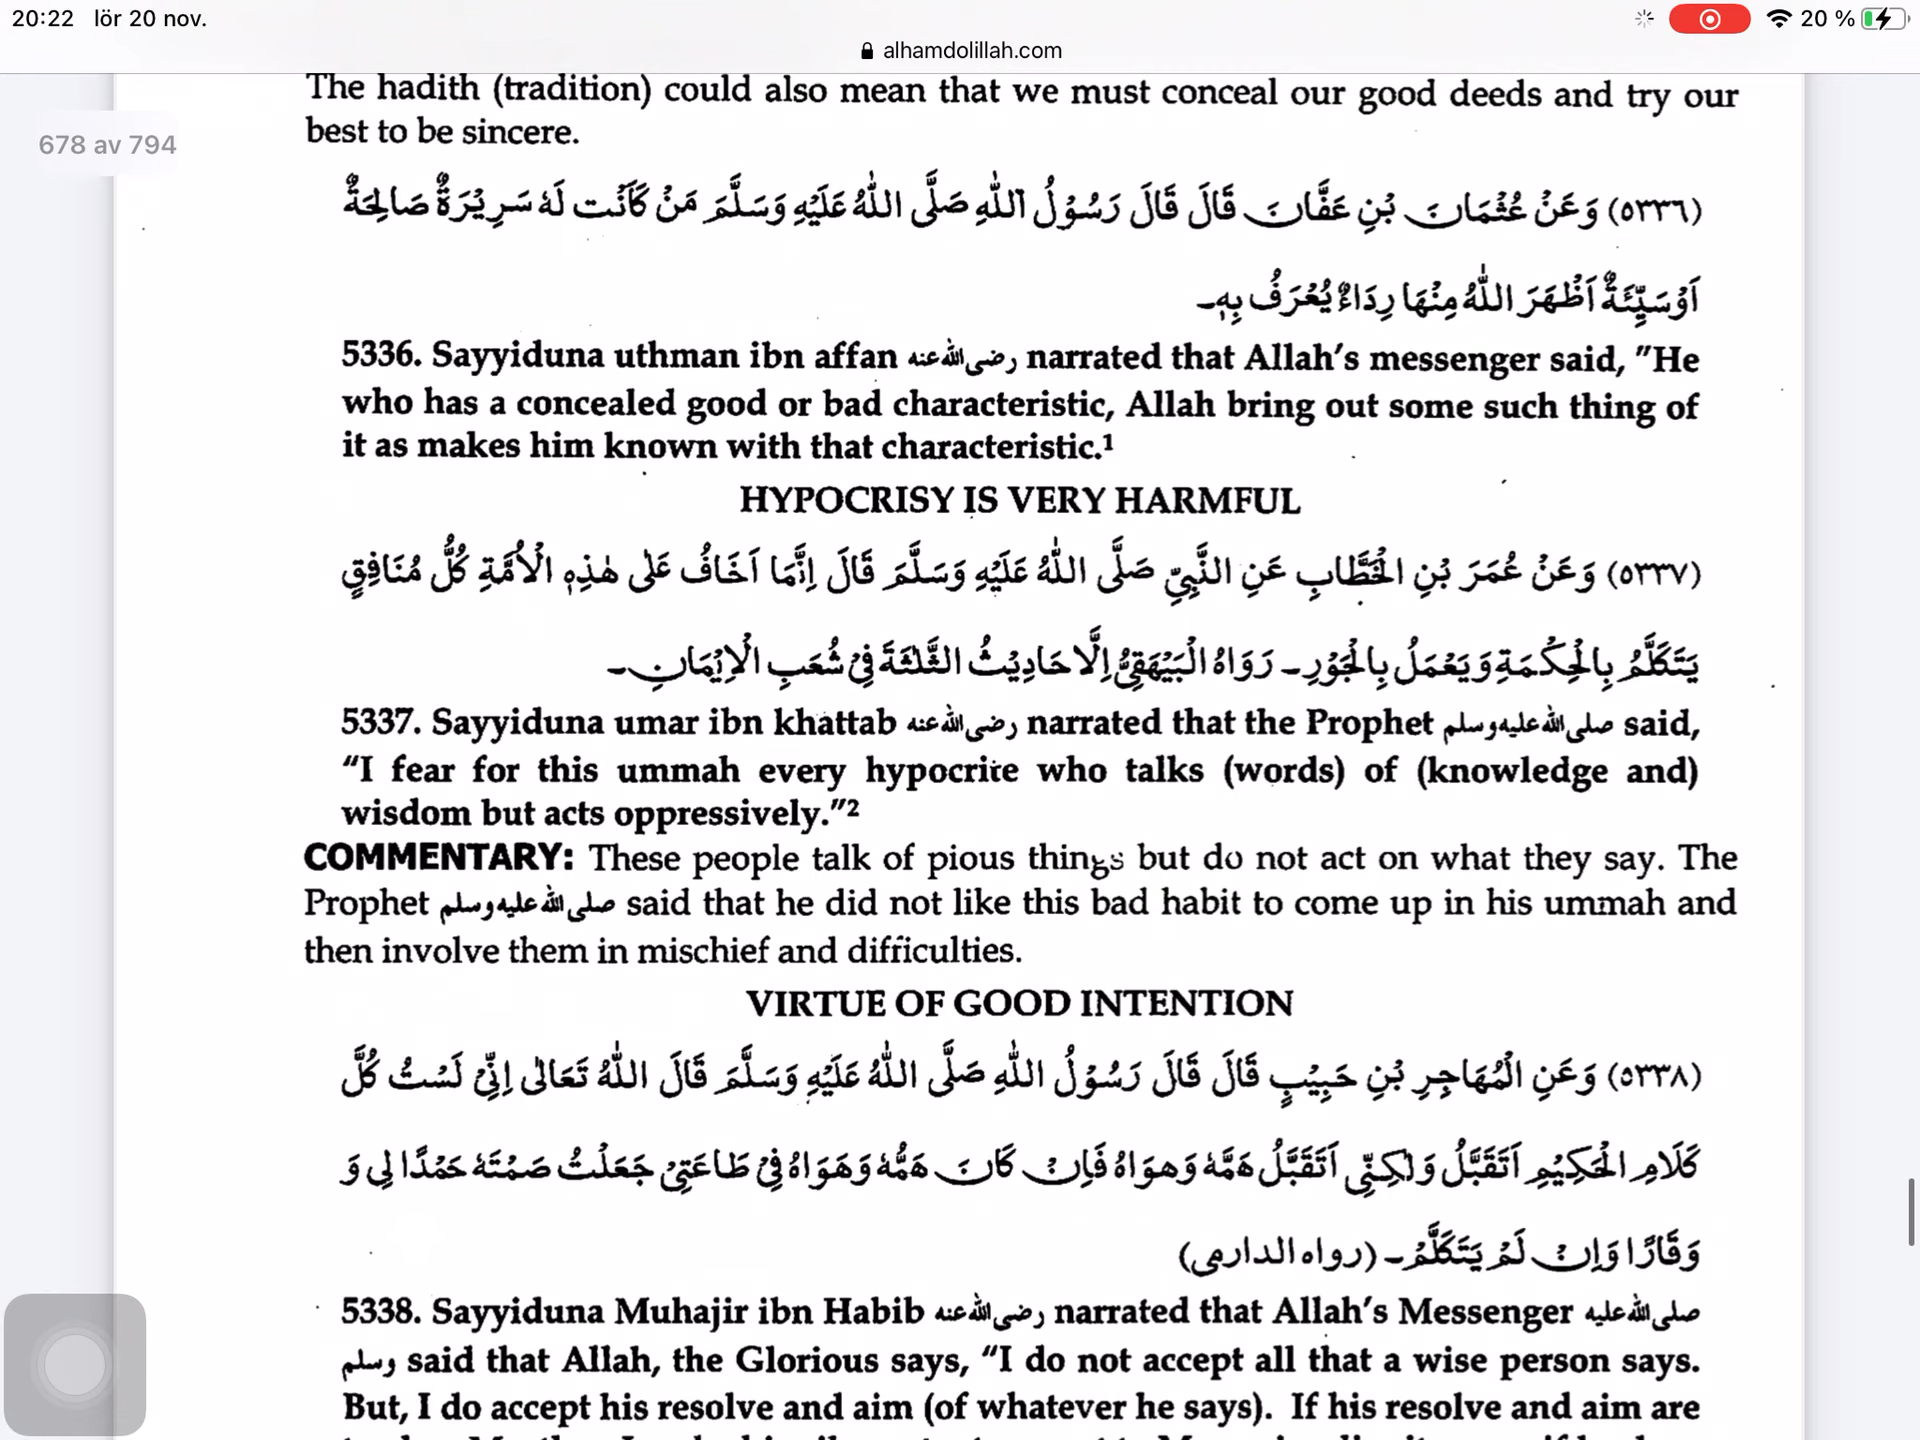 20:22 lör 20 nov. 20 %
alhamdolillah.com
The hadith (tradition) could also mean that we must conceal our good deeds and try our
678 av 794
best to be sincere.
(٥٣٣٦) وَعَنْ عُثْمَانَ بْنِ عَفَّانَ قَالَ قَالَ رَسُوْلُ اللّٰهِ صَلَّى اللّٰهُ عَلَيْهِ وَسَلَّمَ مَنْ كَانَتْ لَهٗ سَرِيْرَةٌ صَالِحَةٌ
اَوْسَيِّئَةٌ اَظْهَرَ اللّٰهُ مِنْهَا رِدَاءً يُعْرَفُ بِهٖ۔
5336. Sayyiduna uthman ibn affan رضی اللہ عنہ narrated that Allah's messenger said, "He
who has a concealed good or bad characteristic, Allah bring out some such thing of
it as makes him known with that characteristic.¹
HYPOCRISY IS VERY HARMFUL
(٥٣٣٧) وَعَنْ عُمَرَ بْنِ الْخَطَّابِ عَنِ النَّبِيِّ صَلَّى اللّٰهُ عَلَيْهِ وَسَلَّمَ قَالَ اِنَّمَا اَخَافُ عَلٰى هٰذِهِ الْاُمَّةِ كُلُّ مُنَافِقٍ
يَتَكَلَّمُ بِالْحِكْمَةِ وَيَعْمَلُ بِالْجَوْرِ۔ رَوَاهُ الْبَيْهَقِيُّ اِلَّا حَادِيْثُ الثَّلٰثَةَ فِيْ شُعَبِ الْاِيْمَانِ۔
5337. Sayyiduna umar ibn khattab رضی اللہ عنہ narrated that the Prophet صلی اللہ علیہ وسلم said,
"I fear for this ummah every hypocrite who talks (words) of (knowledge and)
wisdom but acts oppressively."²
COMMENTARY: These people talk of pious things but do not act on what they say. The
Prophet صلی اللہ علیہ وسلم said that he did not like this bad habit to come up in his ummah and
then involve them in mischief and difficulties.
VIRTUE OF GOOD INTENTION
(٥٣٣٨) وَعَنِ الْمُهَاجِرِ بْنِ حَبِيْبٍ قَالَ قَالَ رَسُوْلُ اللّٰهِ صَلَّى اللّٰهُ عَلَيْهِ وَسَلَّمَ قَالَ اللّٰهُ تَعَالٰى اِنِّيْ لَسْتُ كُلَّ
كَلَامِ الْحَكِيْمِ اَتَقَبَّلُ وَلٰكِنِّى اَتَقَبَّلُ هَمَّهٗ وَهَوَاهُ فَاِنْ كَانَ هَمُّهٗ وَهَوَاهُ فِيْ طَاعَتِيْ جَعَلْتُ صَمْتَهٗ حَمْدًا لِي وَ
وَقَارًا وَاِنْ لَمْ يَتَكَلَّمْ۔ (رواه الدارمی)
5338. Sayyiduna Muhajir ibn Habib رضی اللہ عنہ narrated that Allah's Messenger صلی اللہ علیہ
وسلم said that Allah, the Glorious says, "I do not accept all that a wise person says.
But, I do accept his resolve and aim (of whatever he says). If his resolve and aim are